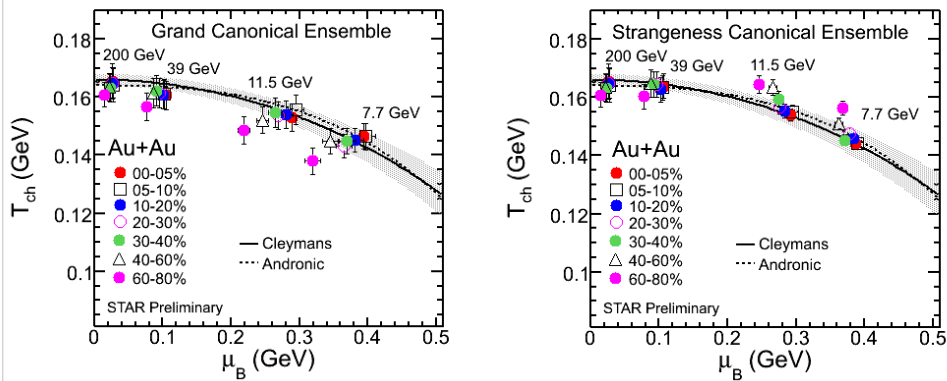 Grand Canonical Ensemble
200 GeV
39 GeV
11.5 GeV
7.7 GeV
Au+Au
00-05%
05-10%
10-20%
20-30%
30-40%
40-60%
60-80%
Cleymans
Andronic
STAR Preliminary
T_ch (GeV)
0.18
0.16
0.14
0.12
0.1
0 0.1 0.2 0.3 0.4 0.5
μ_B (GeV)
Strangeness Canonical Ensemble
200 GeV
39 GeV
11.5 GeV
7.7 GeV
Au+Au
00-05%
05-10%
10-20%
20-30%
30-40%
40-60%
60-80%
Cleymans
Andronic
STAR Preliminary
T_ch (GeV)
0.18
0.16
0.14
0.12
0.1
0 0.1 0.2 0.3 0.4 0.5
μ_B (GeV)